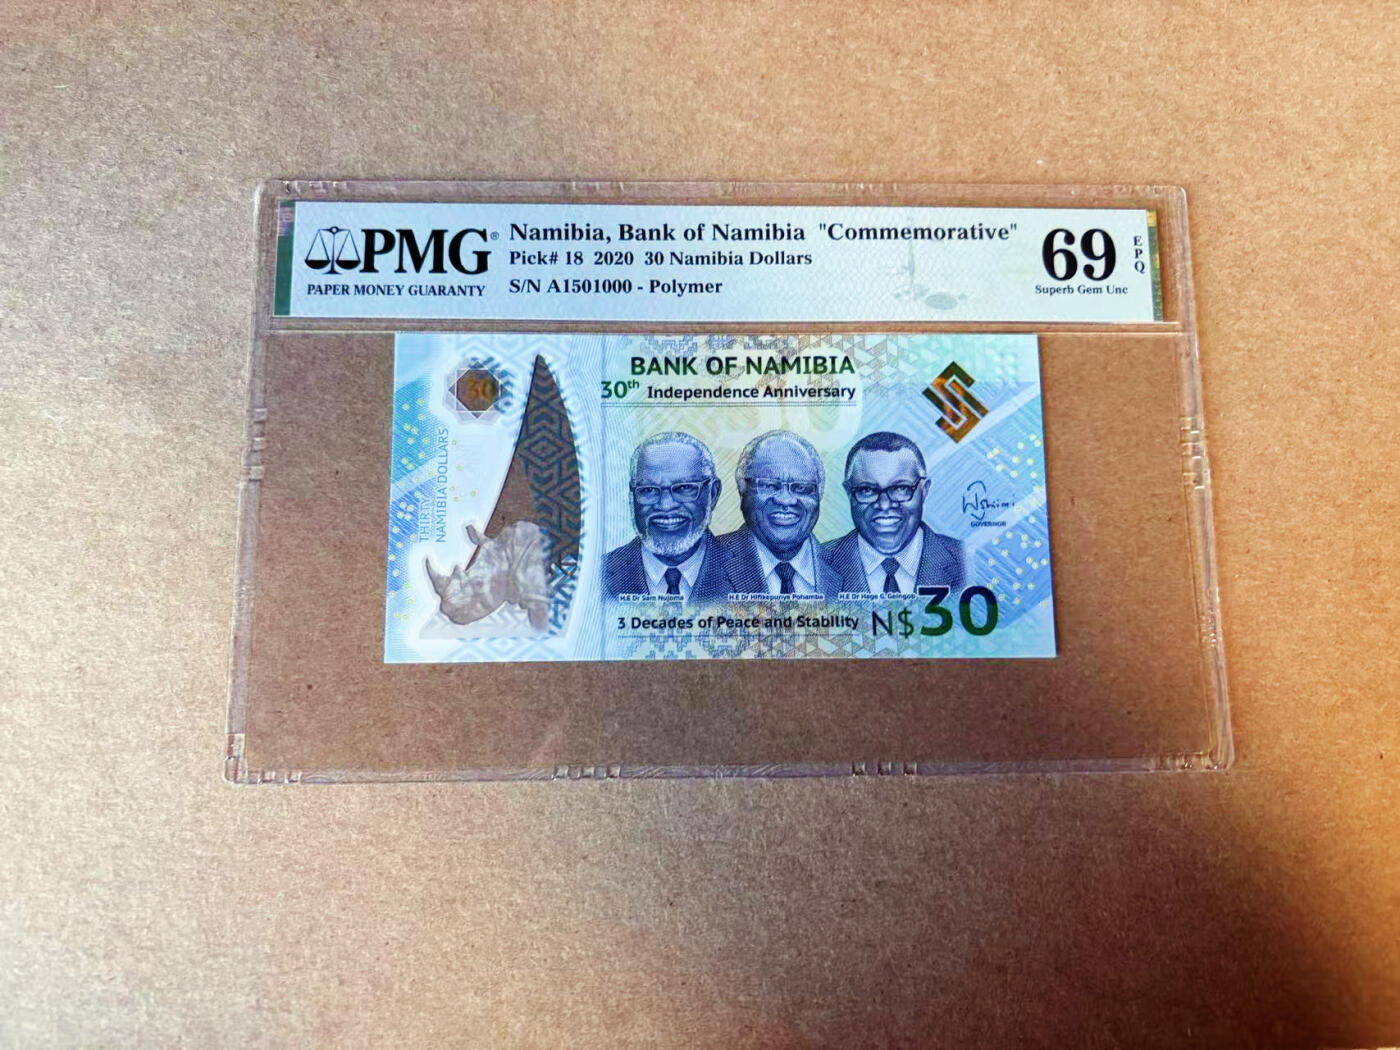 PMG®
PAPER MONEY GUARANTY
Namibia, Bank of Namibia "Commemorative"
Pick# 18 2020 30 Namibia Dollars
S/N A1501000 - Polymer
69
EPQ
Superb Gem Unc
30
THIRTY
NAMIBIA DOLLARS
BANK OF NAMIBIA
30th Independence Anniversary
GOVERNOR
H.E Dr Sam Nujoma
H.E Dr Hifikepunye Pohamba
H.E Dr Hage G. Geingob
3 Decades of Peace and Stability
N$30